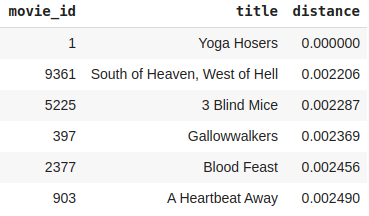 movie_id title distance
1 Yoga Hosers 0.000000
9361 South of Heaven, West of Hell 0.002206
5225 3 Blind Mice 0.002287
397 Gallowwalkers 0.002369
2377 Blood Feast 0.002456
903 A Heartbeat Away 0.002490